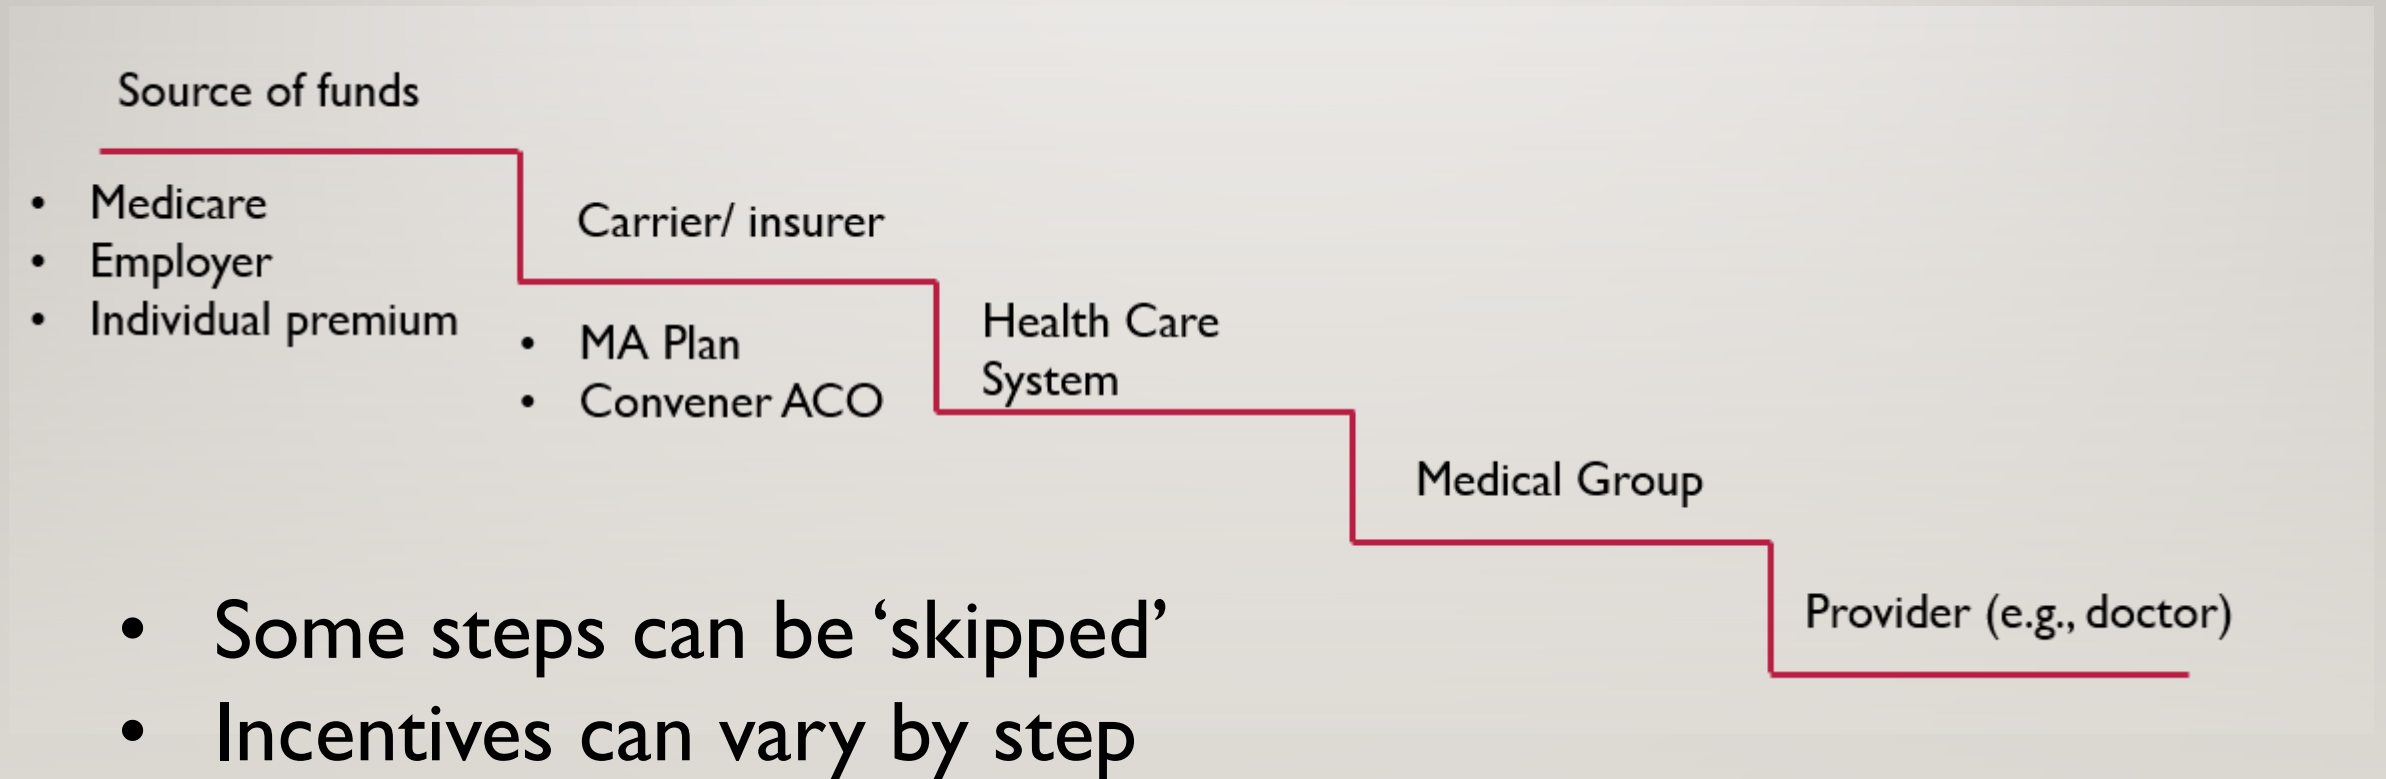 Source of funds
• Medicare
• Employer
• Individual premium
Carrier/ insurer
• MA Plan
• Convener ACO
Health Care
System
Medical Group
Provider (e.g., doctor)
• Some steps can be ‘skipped’
• Incentives can vary by step